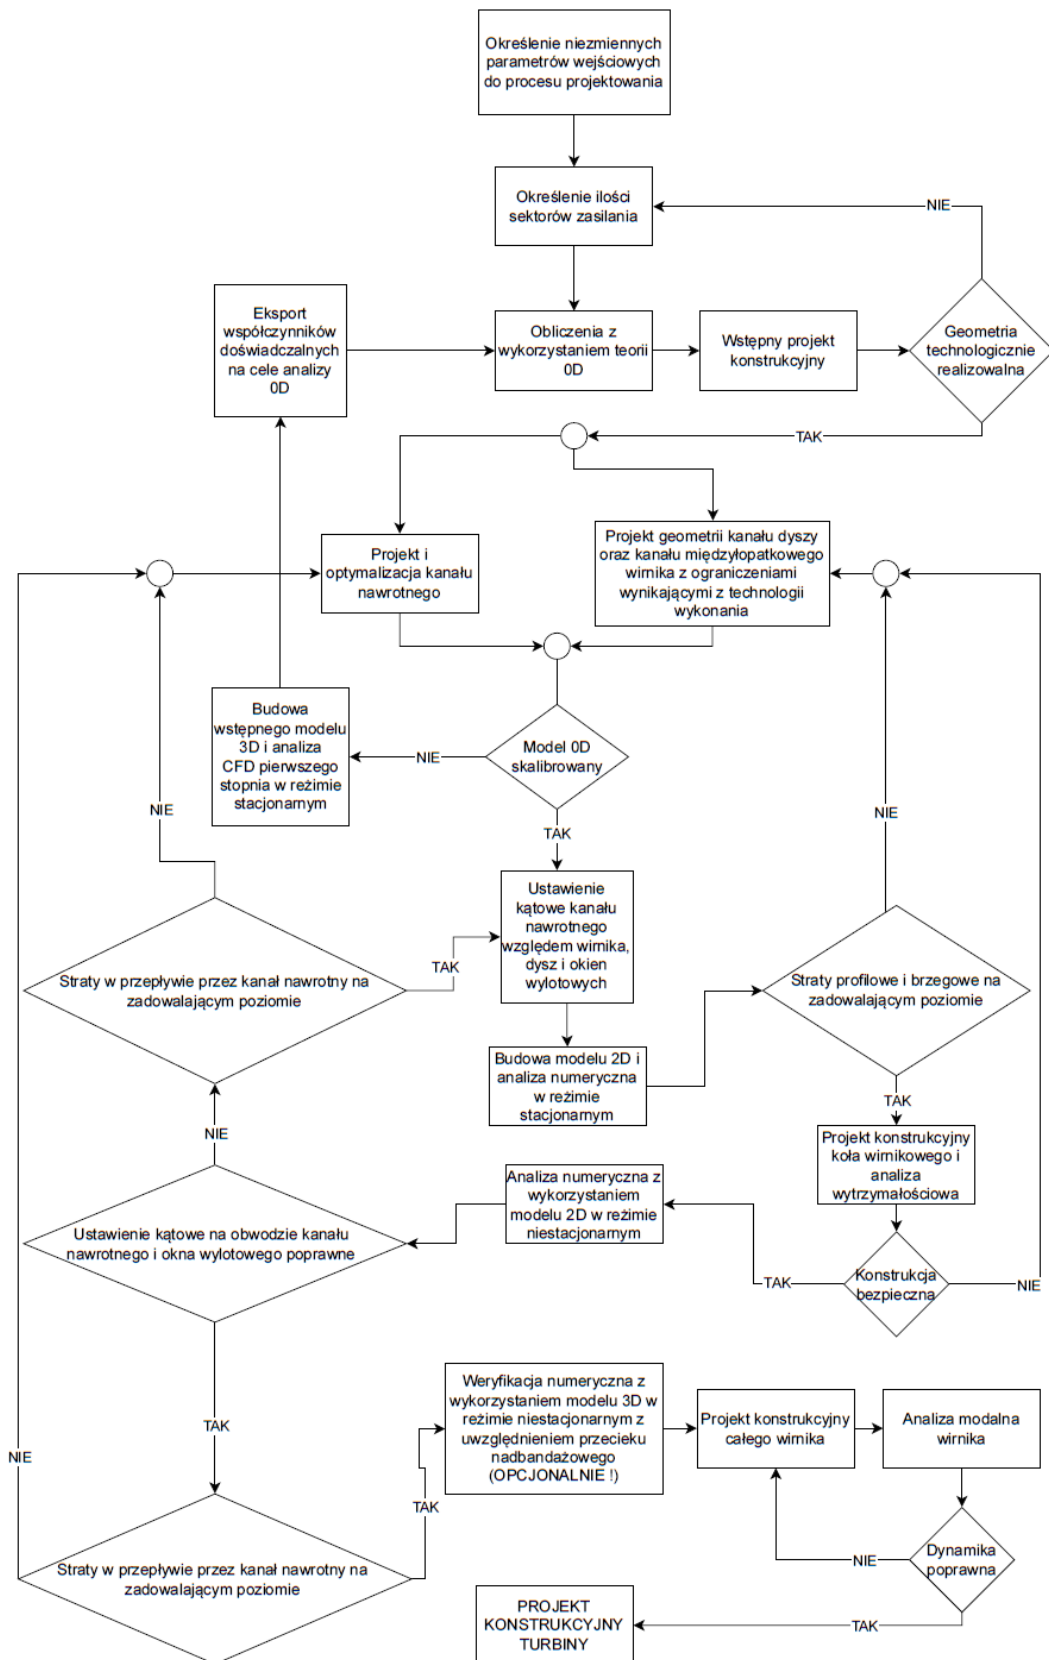 Określenie niezmiennych
parametrów wejściowych
do procesu projektowania
Określenie ilości
sektorów zasilania
NIE
Eksport
współczynników
doświadczalnych
na cele analizy
0D
Obliczenia z
wykorzystaniem teorii
0D
Wstępny projekt
konstrukcyjny
Geometria
technologicznie
realizowalna
TAK
Projekt i
optymalizacja kanału
nawrotnego
Projekt geometrii kanału dyszy
oraz kanału międzyłopatkowego
wirnika z ograniczeniami
wynikającymi z technologii
wykonania
Budowa
wstępnego modelu
3D i analiza
CFD pierwszego
stopnia w reżimie
stacjonarnym
NIE
Model 0D
skalibrowany
NIE
TAK
NIE
Ustawienie
kątowe kanału
nawrotnego
względem wirnika,
dysz i okien
wylotowych
Straty w przepływie przez kanał nawrotny na
zadowalającym poziomie
TAK
Straty profilowe i brzegowe na
zadowalającym poziomie
Budowa modelu 2D i
analiza numeryczna
w reżimie
stacjonarnym
TAK
NIE
Projekt konstrukcyjny
koła wirnikowego i
analiza
wytrzymałościowa
Analiza numeryczna z
wykorzystaniem
modelu 2D w reżimie
niestacjonarnym
Ustawienie kątowe na obwodzie kanału
nawrotnego i okna wylotowego poprawne
TAK
Konstrukcja
bezpieczna
NIE
TAK
NIE
Weryfikacja numeryczna z
wykorzystaniem modelu 3D w
reżimie niestacjonarnym z
uwzględnieniem przecieku
nadbandażowego
(OPCJONALNIE !)
Projekt konstrukcyjny
całego wirnika
Analiza modalna
wirnika
TAK
Straty w przepływie przez kanał nawrotny na
zadowalającym poziomie
NIE
Dynamika
poprawna
PROJEKT
KONSTRUKCYJNY
TURBINY
TAK